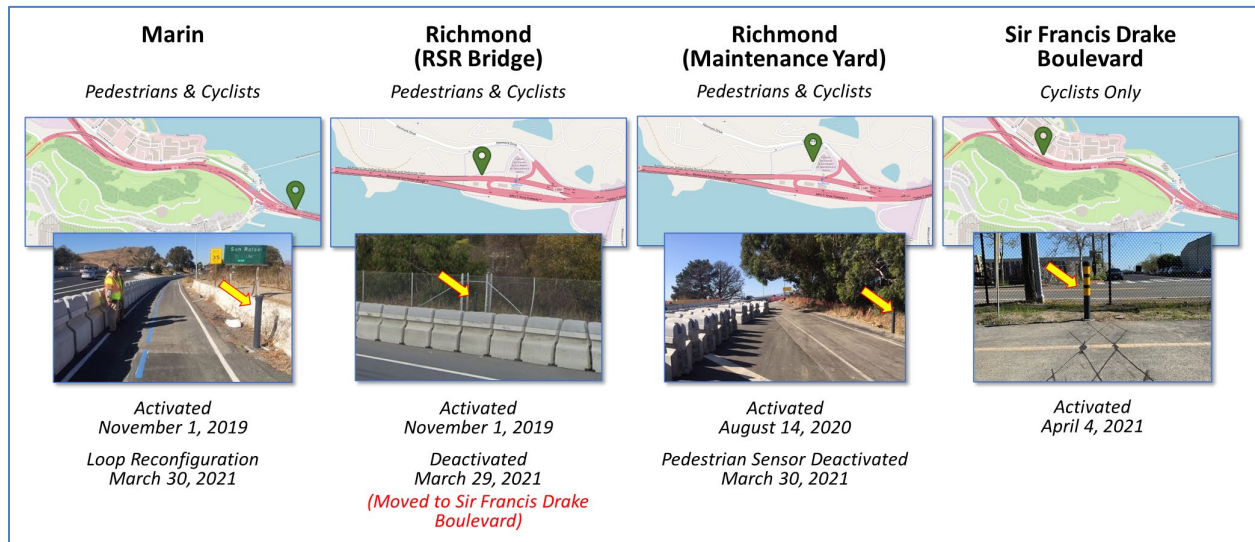 Marin
Pedestrians & Cyclists
Activated
November 1, 2019
Loop Reconfiguration
March 30, 2021
Richmond
(RSR Bridge)
Pedestrians & Cyclists
Activated
November 1, 2019
Deactivated
March 29, 2021
(Moved to Sir Francis Drake
Boulevard)
Richmond
(Maintenance Yard)
Pedestrians & Cyclists
Activated
August 14, 2020
Pedestrian Sensor Deactivated
March 30, 2021
Sir Francis Drake
Boulevard
Cyclists Only
Activated
April 4, 2021